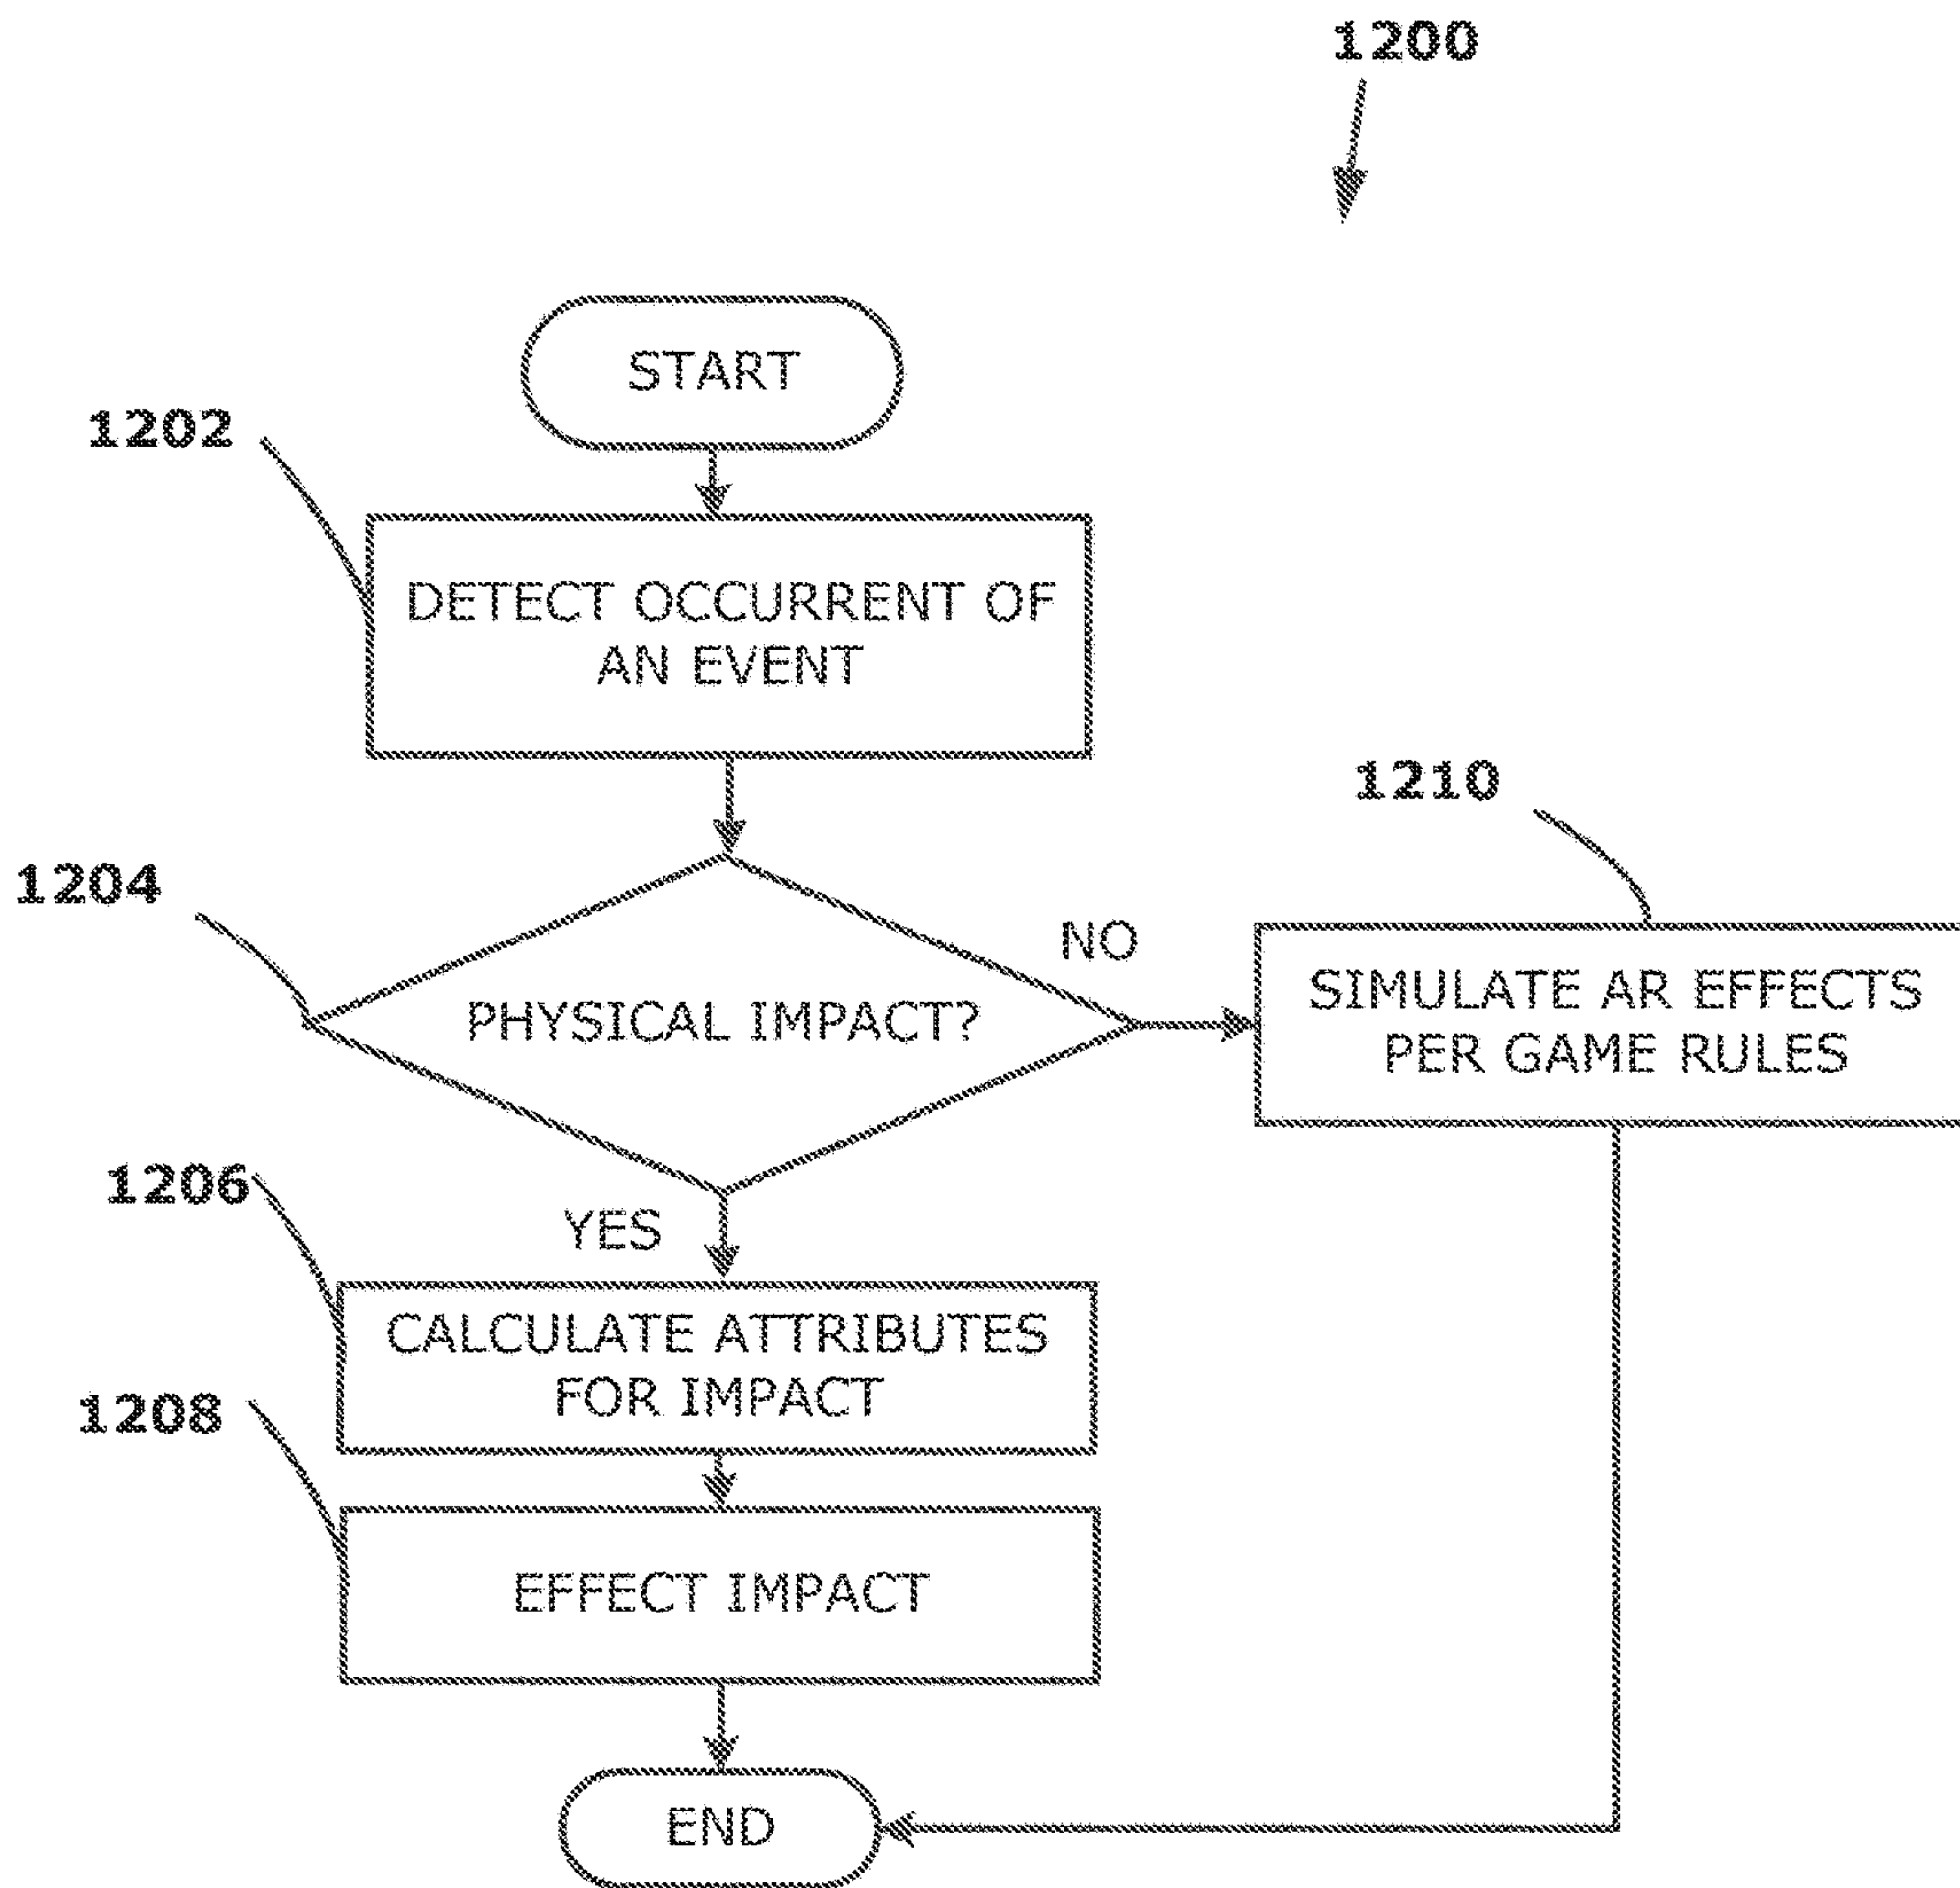 1200
START
1202
DETECT OCCURRENT OF
AN EVENT
1210
1204
NO
PHYSICAL IMPACT?
SIMULATE AR EFFECTS
PER GAME RULES
1206
YES
CALCULATE ATTRIBUTES
FOR IMPACT
1208
EFFECT IMPACT
END